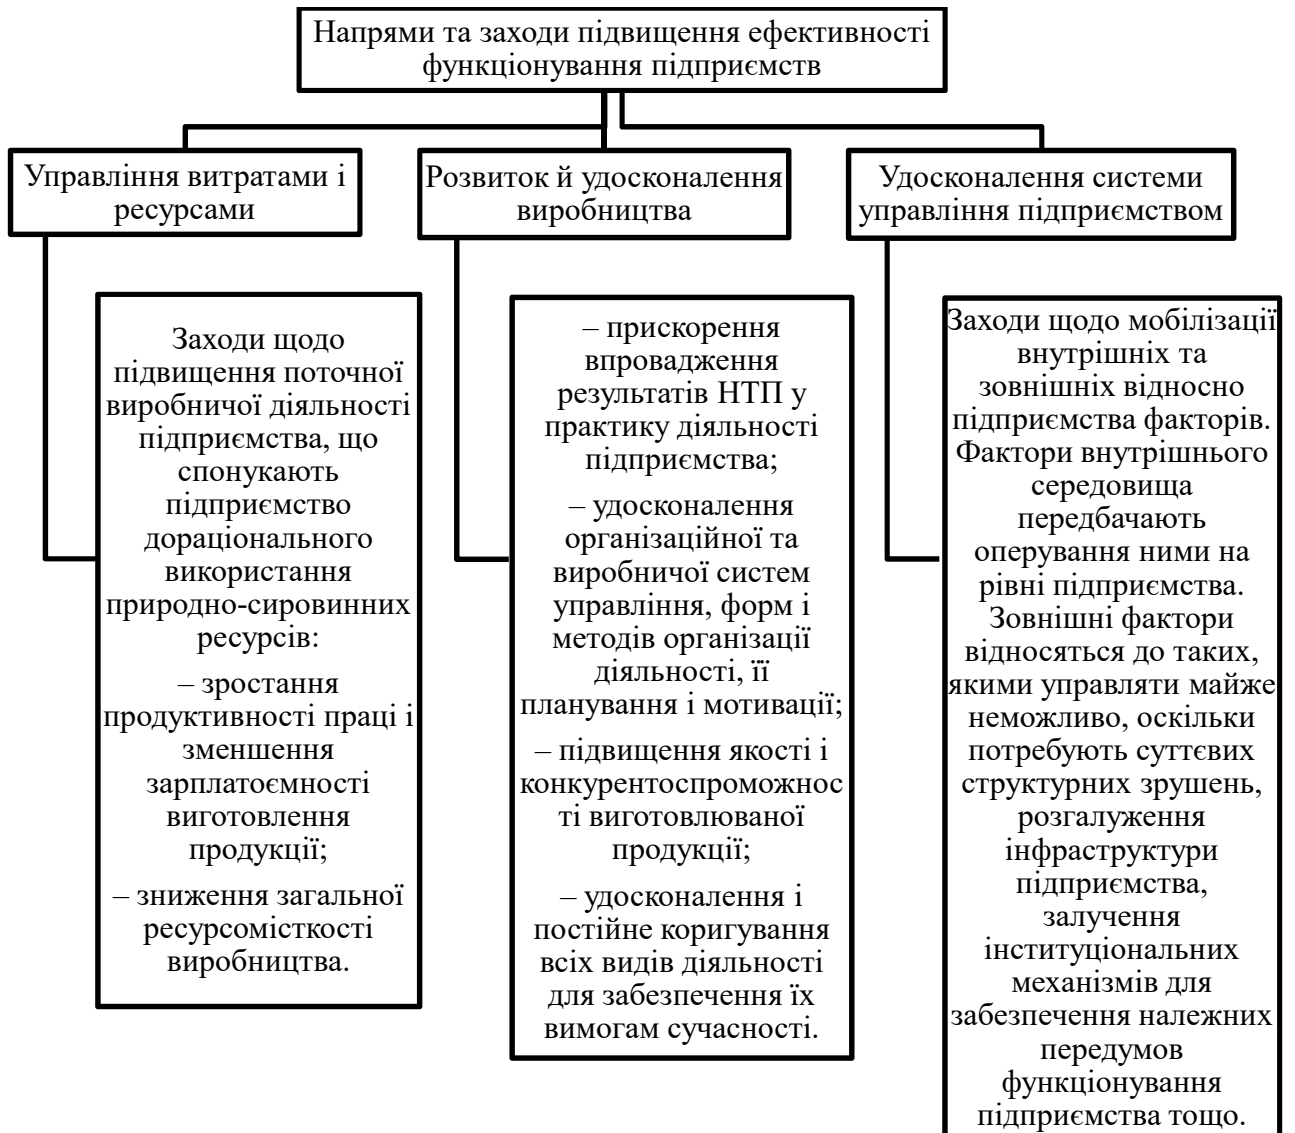 Напрями та заходи підвищення ефективності
функціонування підприємств
Управління витратами і
ресурсами
Розвиток й удосконалення
виробництва
Удосконалення системи
управління підприємством
Заходи щодо
підвищення поточної
виробничої діяльності
підприємства, що
спонукають
підприємство
дораціонального
використання
природно-сировинних
ресурсів:
– зростання
продуктивності праці і
зменшення
зарплатоємності
виготовлення
продукції;
– зниження загальної
ресурсомісткості
виробництва.
– прискорення
впровадження
результатів НТП у
практику діяльності
підприємства;
– удосконалення
організаційної та
виробничої систем
управління, форм і
методів організації
діяльності, її
планування і мотивації;
– підвищення якості і
конкурентоспроможнос
ті виготовлюваної
продукції;
– удосконалення і
постійне коригування
всіх видів діяльності
для забезпечення їх
вимогам сучасності.
Заходи щодо мобілізації
внутрішніх та
зовнішніх відносно
підприємства факторів.
Фактори внутрішнього
середовища
передбачають
оперування ними на
рівні підприємства.
Зовнішні фактори
відносяться до таких,
якими управляти майже
неможливо, оскільки
потребують суттєвих
структурних зрушень,
розгалуження
інфраструктури
підприємства,
залучення
інституціональних
механізмів для
забезпечення належних
передумов
функціонування
підприємства тощо.